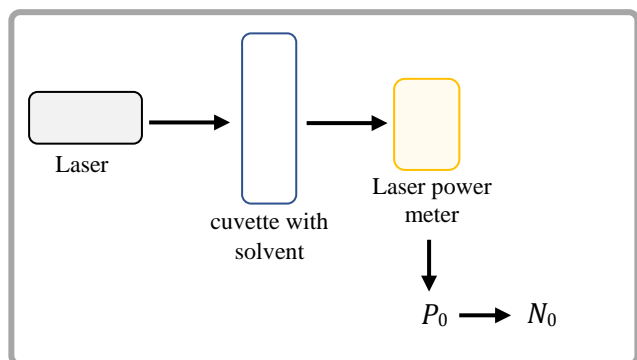 Laser
cuvette with
solvent
Laser power
meter
P₀ N₀